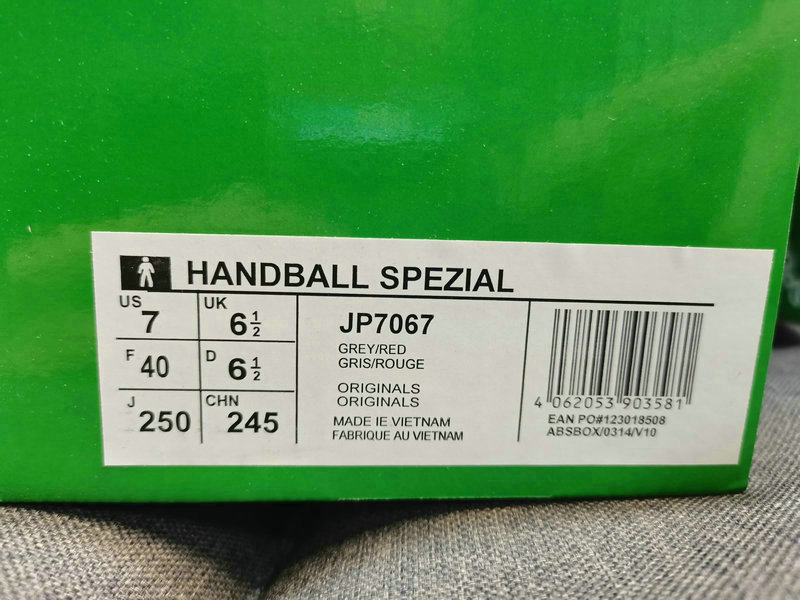 HANDBALL SPEZIAL
US 7 UK 6 1/2
F 40 D 6 1/2
J 250 CHN 245
JP7067
GREY/RED
GRIS/ROUGE
ORIGINALS
ORIGINALS
MADE IE VIETNAM
FABRIQUE AU VIETNAM
4 062053 903581
EAN PO#123018508
ABSBOX/0314/V10